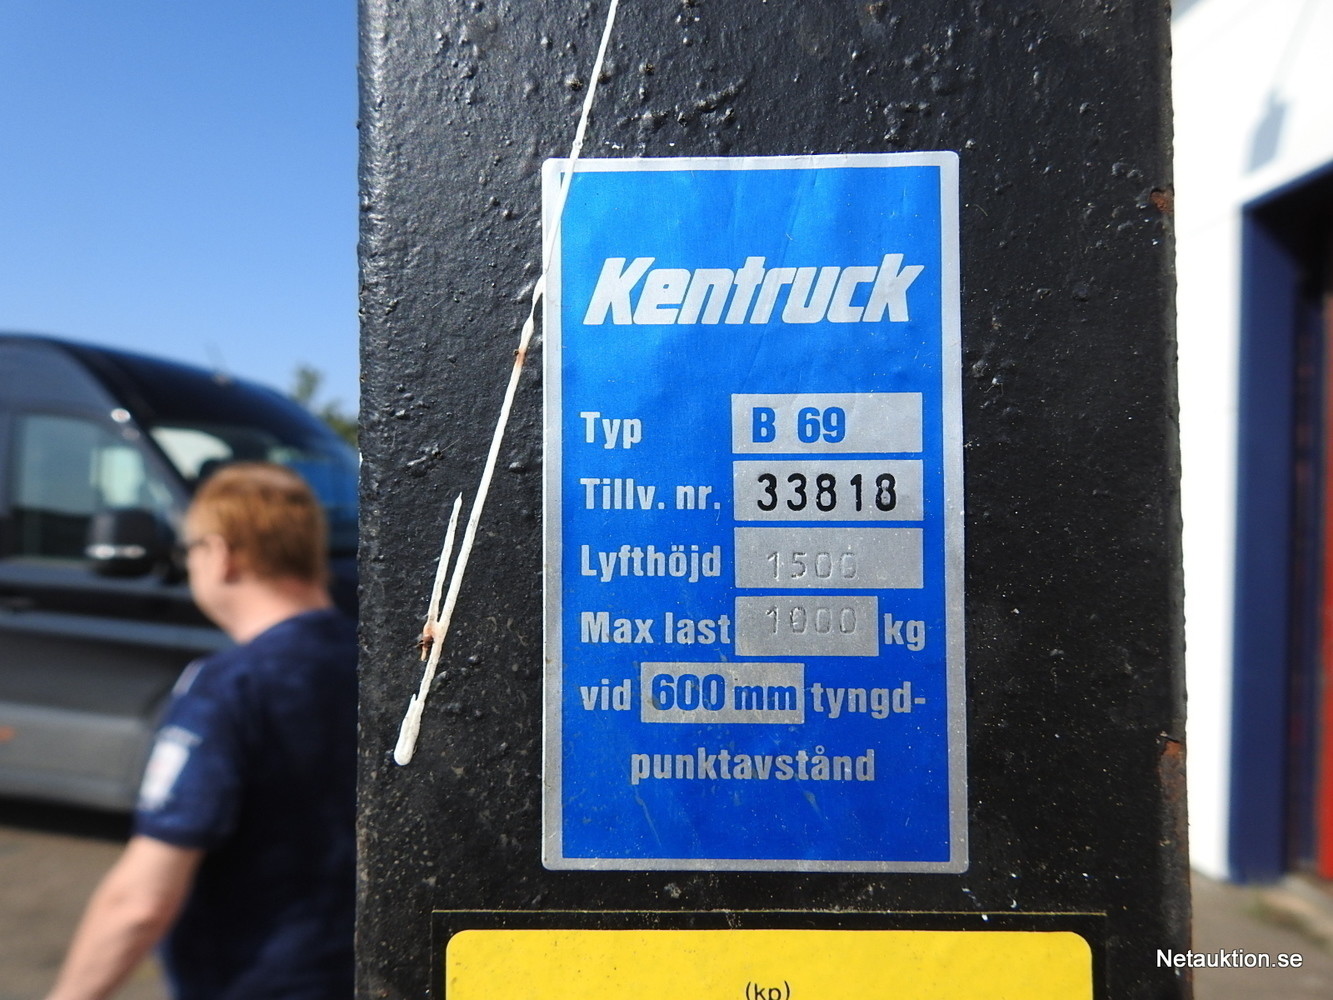 Kentruck
Typ B 69
Tillv. nr. 33818
Lyfthöjd 1500
Max last 1000 kg
vid 600 mm tyngd-
punktavstånd
(kp)
Netauktion.se